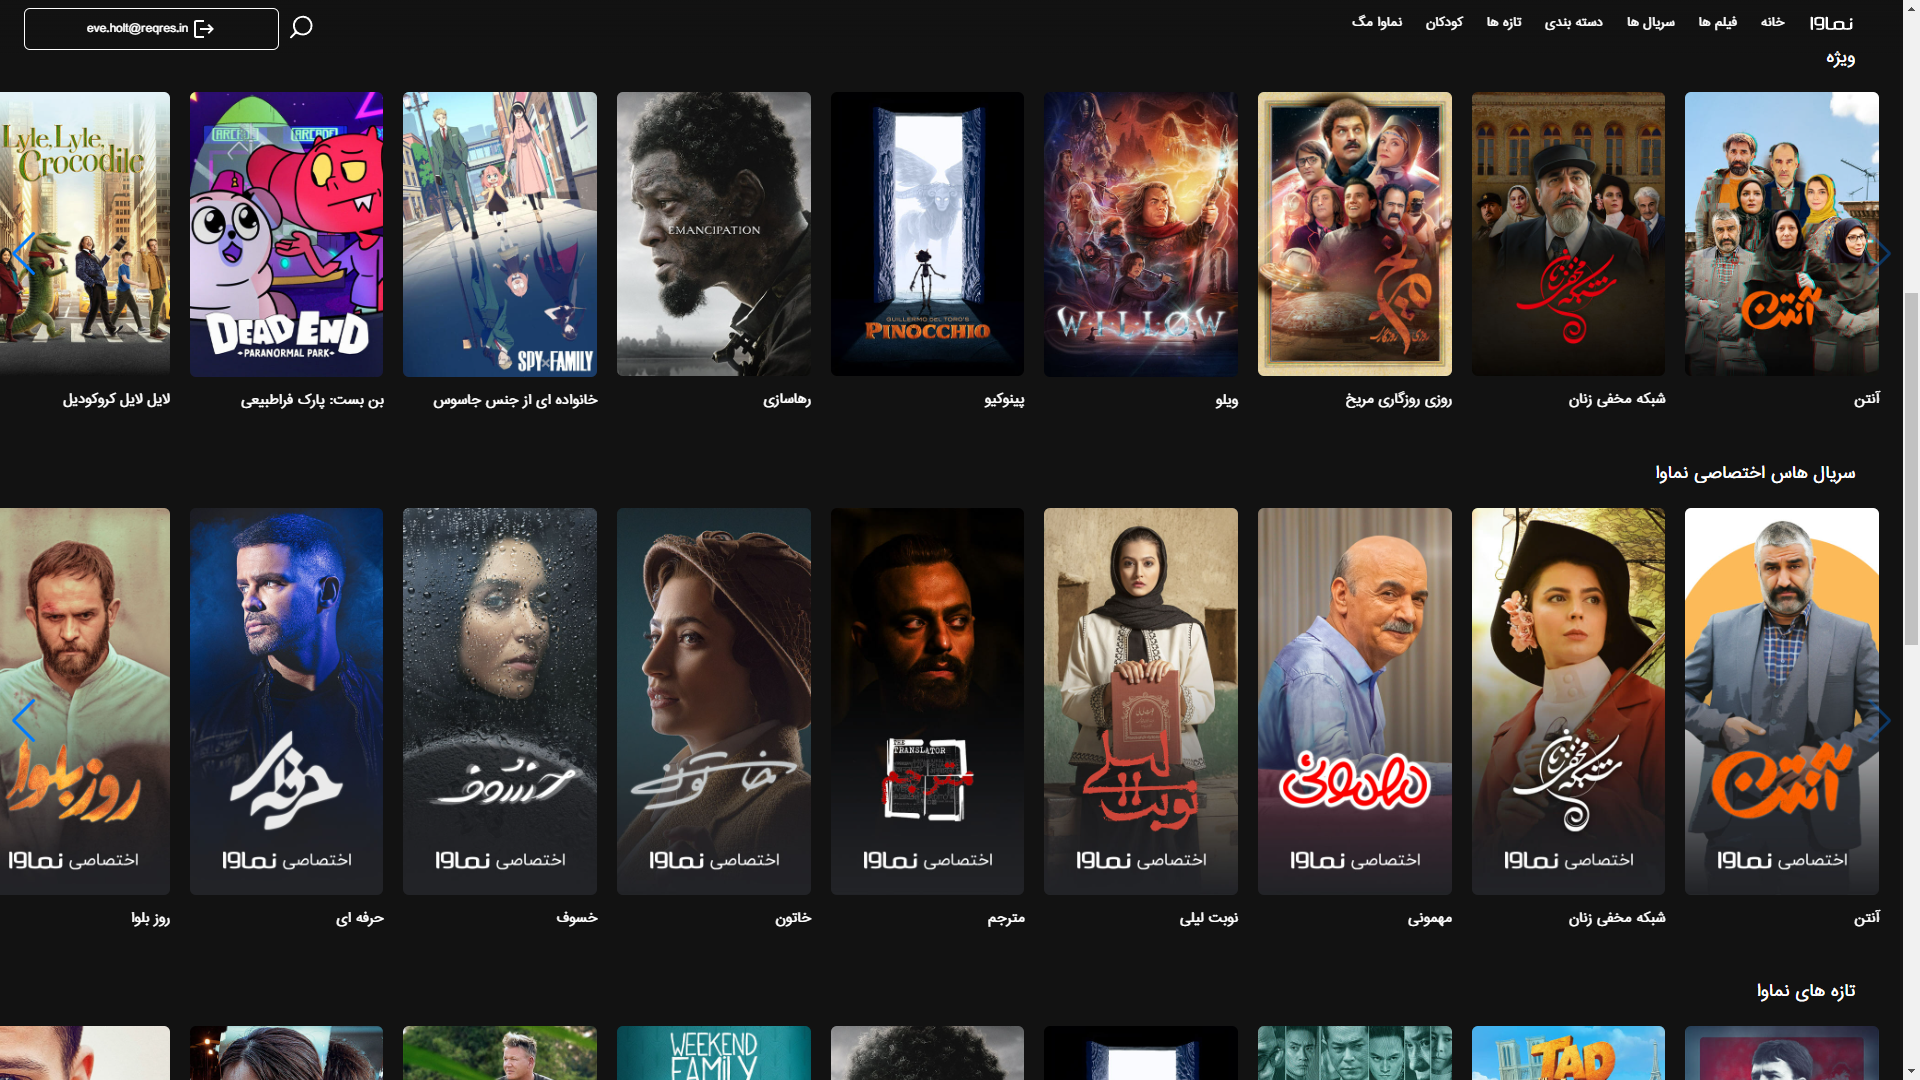 نماوا خانه فیلم ها سریال ها دسته بندی تازه ها کودکان نماوا مگ
eve.holt@reqres.in
ویژه
آنتن
شبکه مخفی زنان
مریخ
روزی روزگاری
WILLOW
GUILLERMO DEL TORO'S
PINOCCHIO
EMANCIPATION
SPY×FAMILY
ARCADE ARCADE
DEAD END
PARANORMAL PARK
Lyle, Lyle,
Crocodile
آنتن شبکه مخفی زنان روزی روزگاری مریخ ویلو پینوکیو رهاسازی خانواده ای از جنس جاسوس بن بست: پارک فراطبیعی لایل لایل کروکودیل
سریال هاس اختصاصی نماوا
آنتن
شبکه مخفی زنان
مهمونی
نوبت لیلی
THE TRANSLATOR
مترجم
خاتون
خسوف
حرفه ای
روز بلوا
اختصاصی نماوا اختصاصی نماوا اختصاصی نماوا اختصاصی نماوا اختصاصی نماوا اختصاصی نماوا اختصاصی نماوا اختصاصی نماوا اختصاصی نماوا
آنتن شبکه مخفی زنان مهمونی نوبت لیلی مترجم خاتون خسوف حرفه ای روز بلوا
تازه های نماوا
TAD
WEEKEND
FAMILY